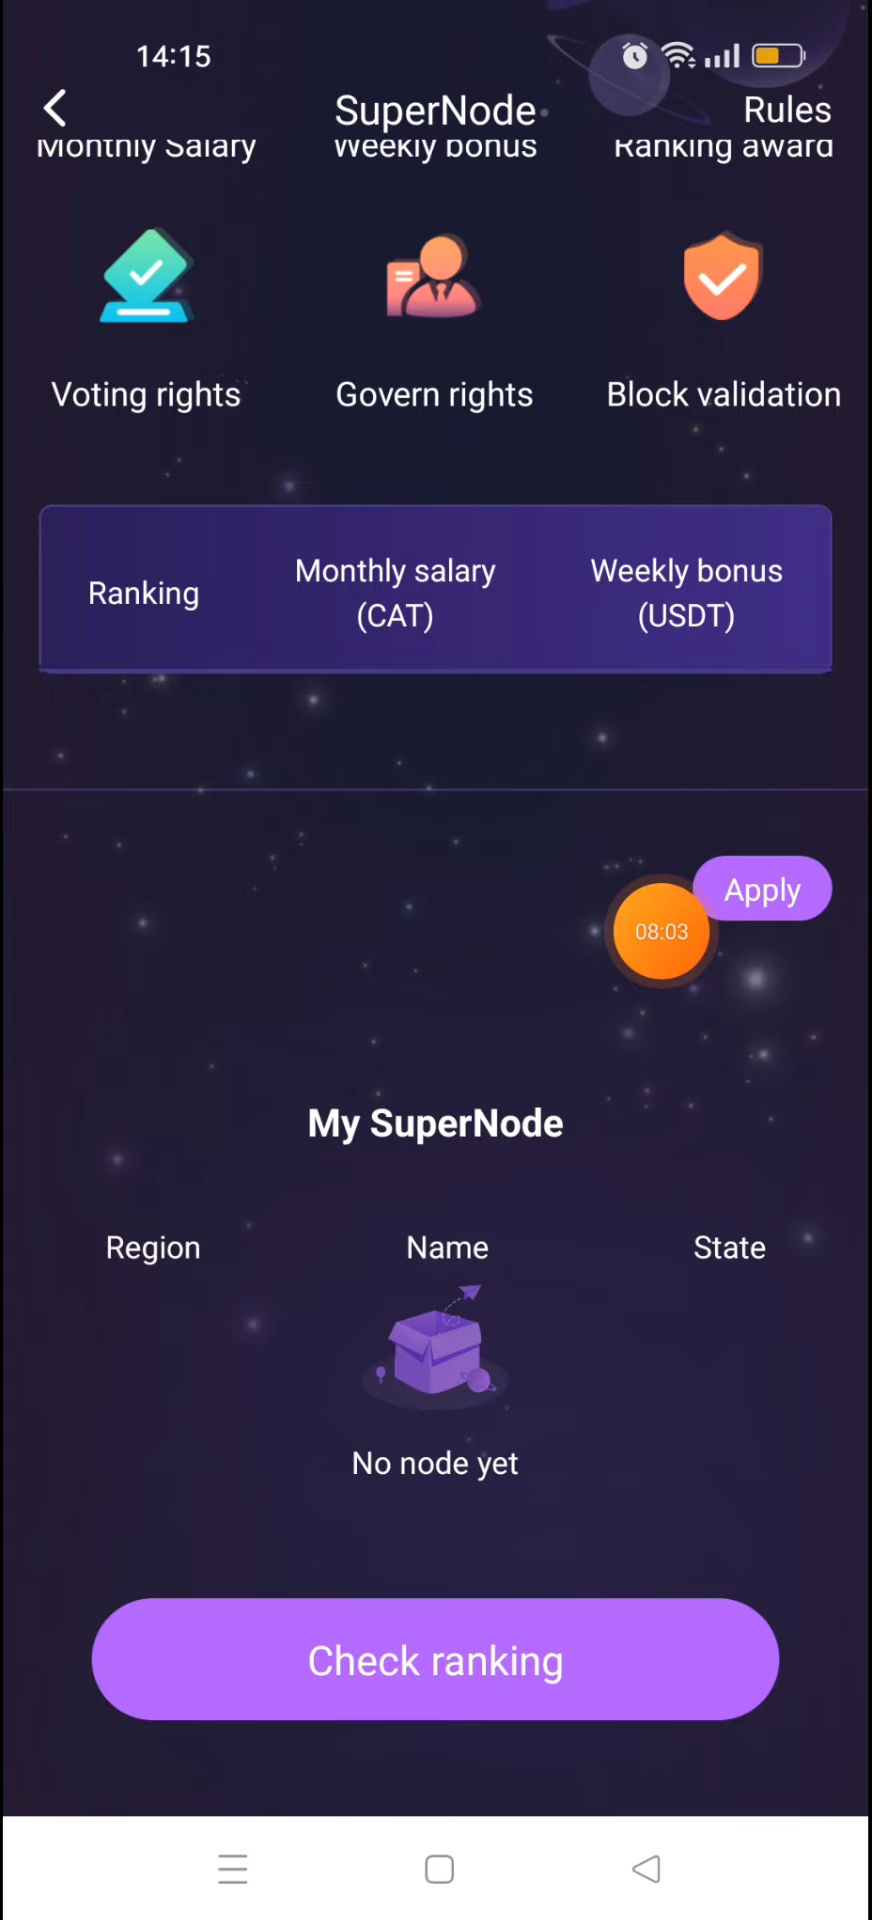 14:15
SuperNode
Rules
Monthly Salary
Weekly bonus
Ranking award
Voting rights
Govern rights
Block validation
Ranking
Monthly salary
(CAT)
Weekly bonus
(USDT)
Apply
08:03
My SuperNode
Region
Name
State
No node yet
Check ranking